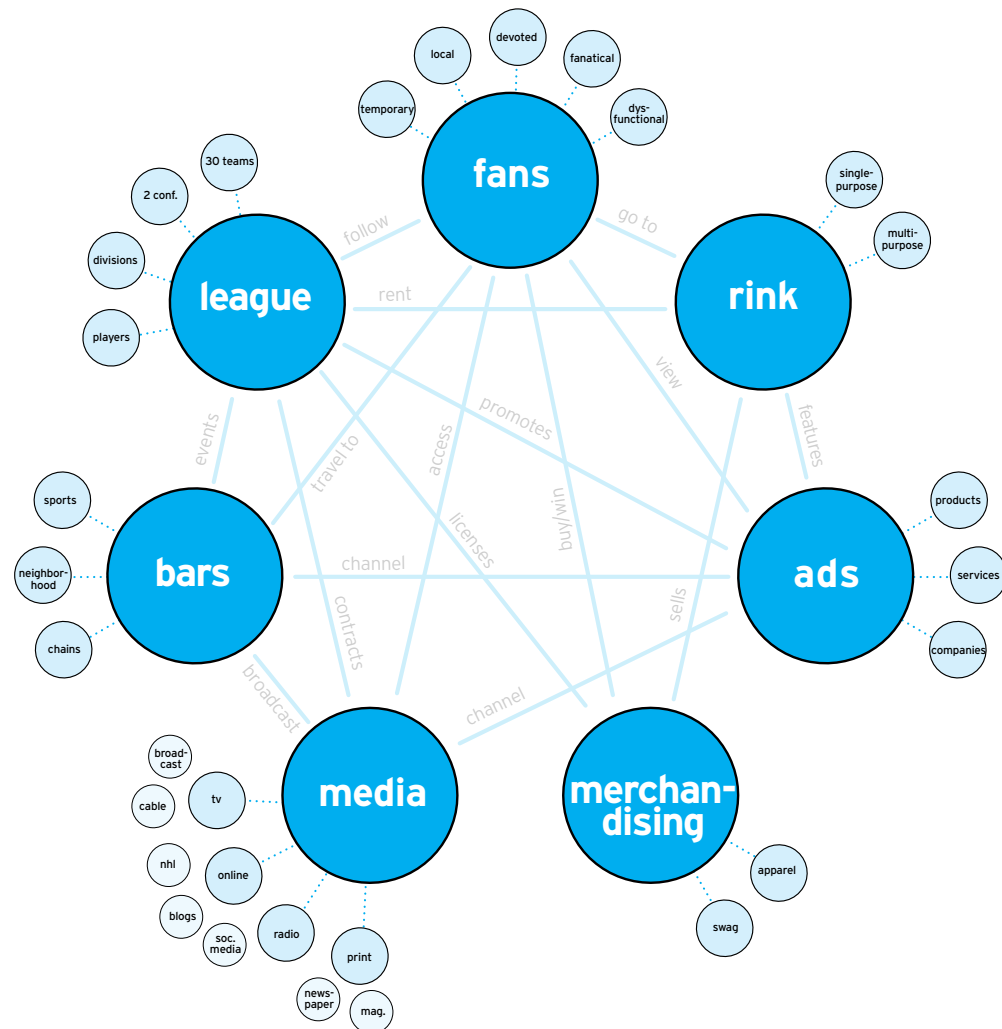 devoted
local
fanatical
temporary
dys-
functional
fans
30 teams
2 conf.
divisions
players
league
single-
purpose
multi-
purpose
rink
follow
go to
rent
view
promotes
features
events
travel to
access
licenses
buy/win
sells
contracts
channel
sports
neighbor-
hood
chains
bars
products
services
companies
ads
broadcast
channel
media
broad-
cast
tv
cable
nhl
online
blogs
soc.
media
radio
print
news-
paper
mag.
merchan-
dising
apparel
swag